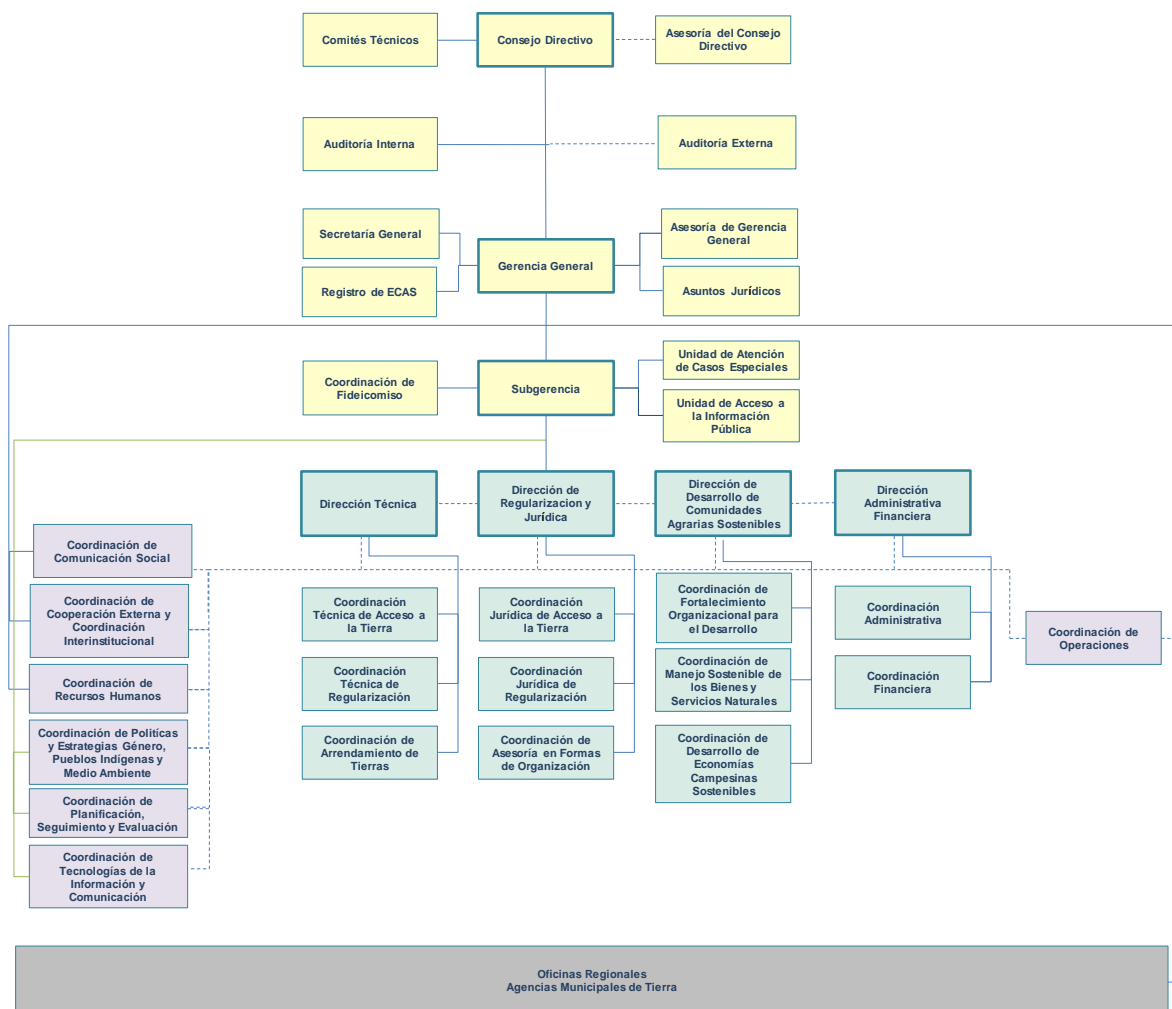 Comités Técnicos
Consejo Directivo
Asesoría del Consejo
Directivo
Auditoría Interna
Auditoría Externa
Secretaría General
Asesoría de Gerencia
General
Gerencia General
Registro de ECAS
Asuntos Jurídicos
Unidad de Atención
de Casos Especiales
Coordinación de
Fideicomiso
Subgerencia
Unidad de Acceso a
la Información
Pública
Dirección Técnica
Dirección de
Regularizacion y
Jurídica
Dirección de
Desarrollo de
Comunidades
Agrarias Sostenibles
Dirección
Administrativa
Financiera
Coordinación de
Comunicación Social
Coordinación de
Cooperación Externa y
Coordinación
Interinstitucional
Coordinación de
Recursos Humanos
Coordinación de Politícas
y Estrategias Género,
Pueblos Indígenas y
Medio Ambiente
Coordinación de
Planificación,
Seguimiento y Evaluación
Coordinación de
Tecnologías de la
Información y
Comunicación
Coordinación
Técnica de Acceso a
la Tierra
Coordinación
Técnica de
Regularización
Coordinación de
Arrendamiento de
Tierras
Coordinación
Jurídica de Acceso a
la Tierra
Coordinación
Jurídica de
Regularización
Coordinación de
Asesoría en Formas
de Organización
Coordinación de
Fortalecimiento
Organizacional para
el Desarrollo
Coordinación de
Manejo Sostenible de
los Bienes y
Servicios Naturales
Coordinación de
Desarrollo de
Economías
Campesinas
Sostenibles
Coordinación
Administrativa
Coordinación
Financiera
Coordinación de
Operaciones
Oficinas Regionales
Agencias Municipales de Tierra